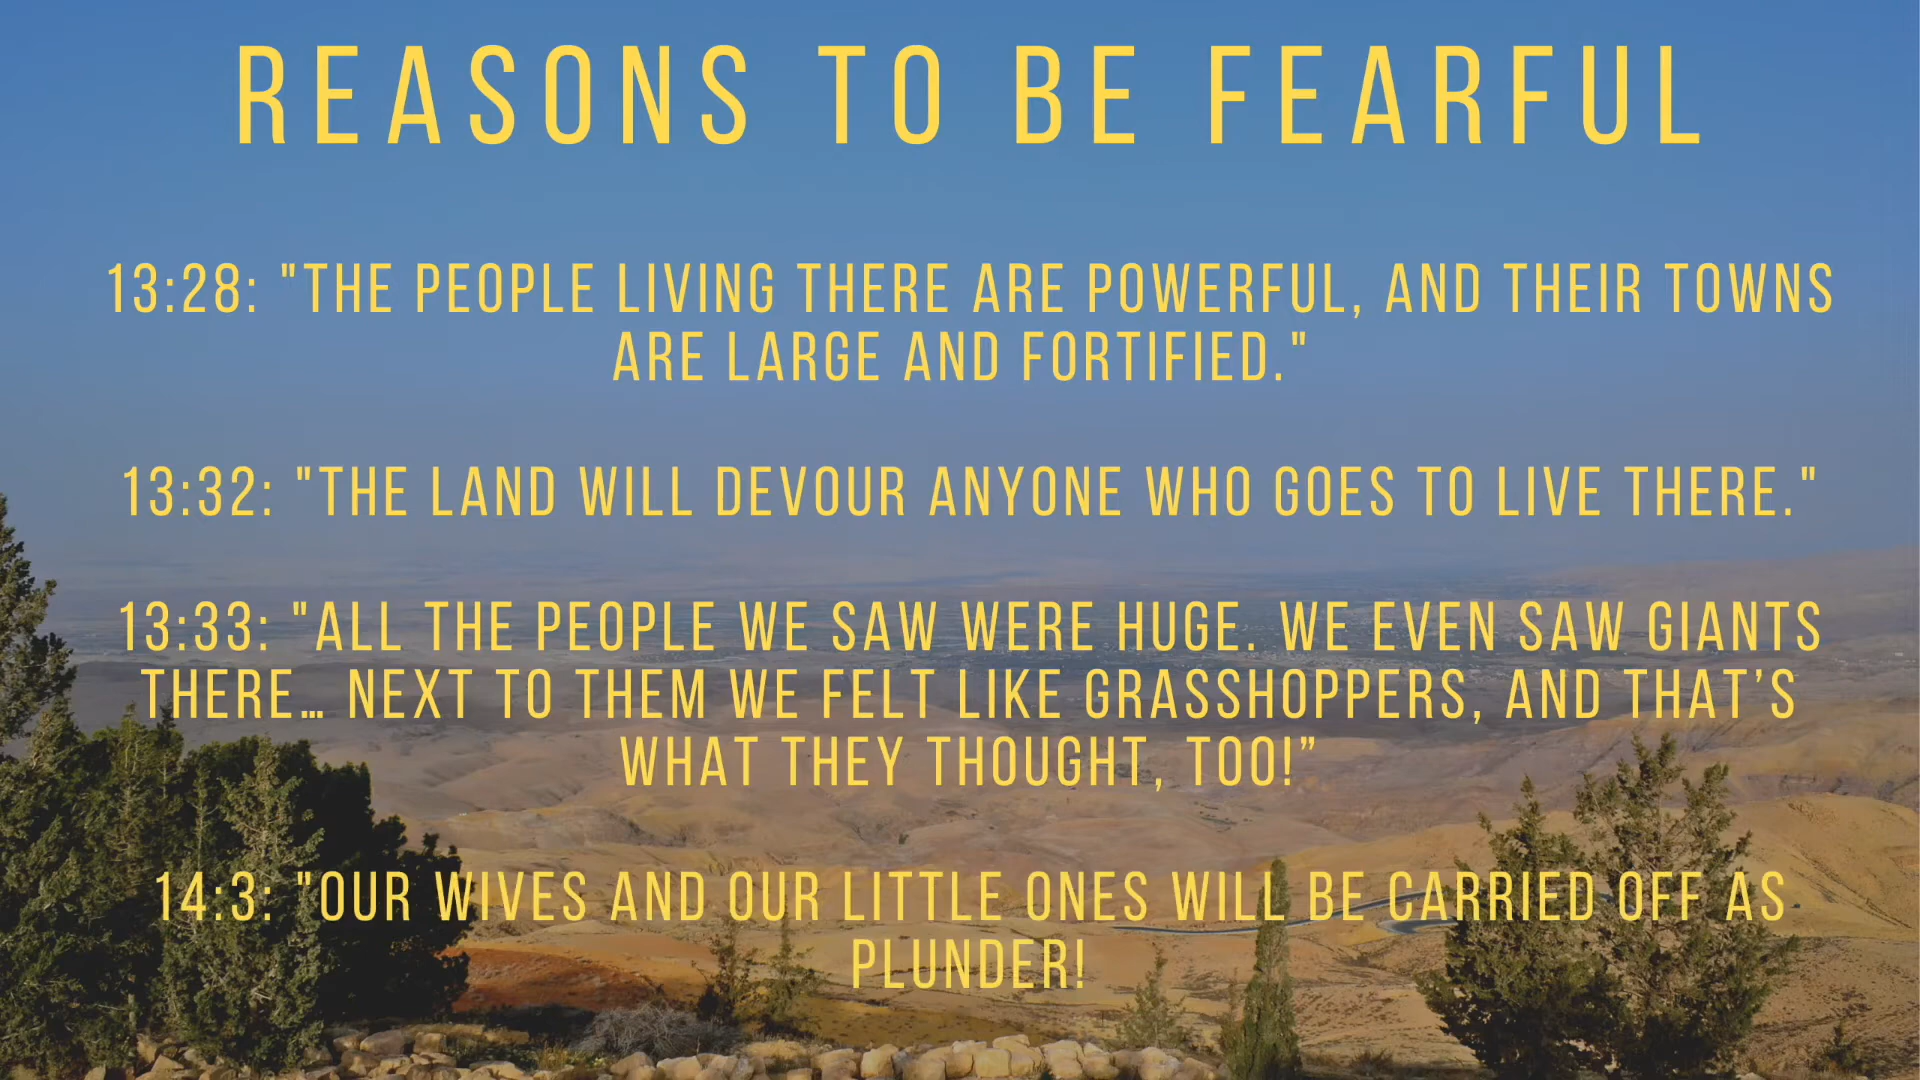 REASONS TO BE FEARFUL
13:28: "THE PEOPLE LIVING THERE ARE POWERFUL, AND THEIR TOWNS
ARE LARGE AND FORTIFIED."
13:32: "THE LAND WILL DEVOUR ANYONE WHO GOES TO LIVE THERE."
13:33: "ALL THE PEOPLE WE SAW WERE HUGE. WE EVEN SAW GIANTS
THERE… NEXT TO THEM WE FELT LIKE GRASSHOPPERS, AND THAT’S
WHAT THEY THOUGHT, TOO!”
14:3: "OUR WIVES AND OUR LITTLE ONES WILL BE CARRIED OFF AS
PLUNDER!